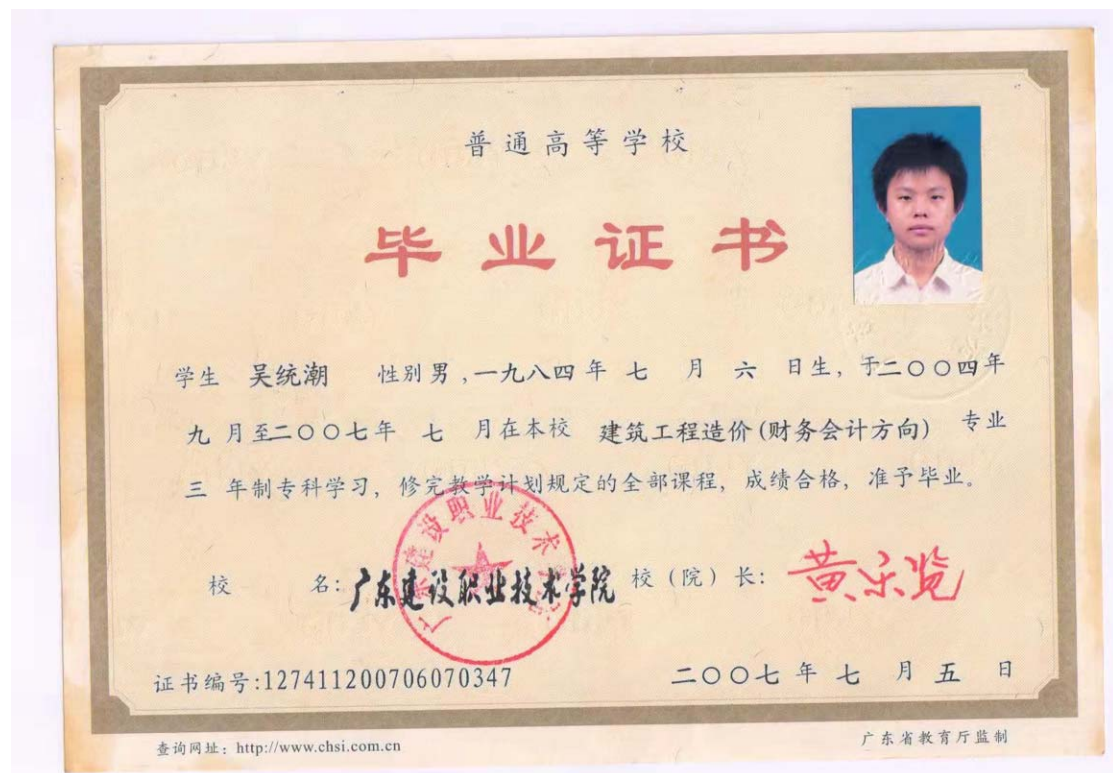 普通高等学校
毕业证书
学生 吴统潮 性别 男 , 一九八四 年 七 月 六 日生, 于二〇〇四年
九 月至二〇〇七年 七 月在本校 建筑工程造价(财务会计方向) 专业
三 年制专科学习, 修完教学计划规定的全部课程, 成绩合格, 准予毕业。
校 名: 广东建设职业技术学院 校(院)长:
证书编号:127411200706070347 二〇〇七 年 七 月 五 日
查询网址: http://www.chsi.com.cn 广东省教育厅监制